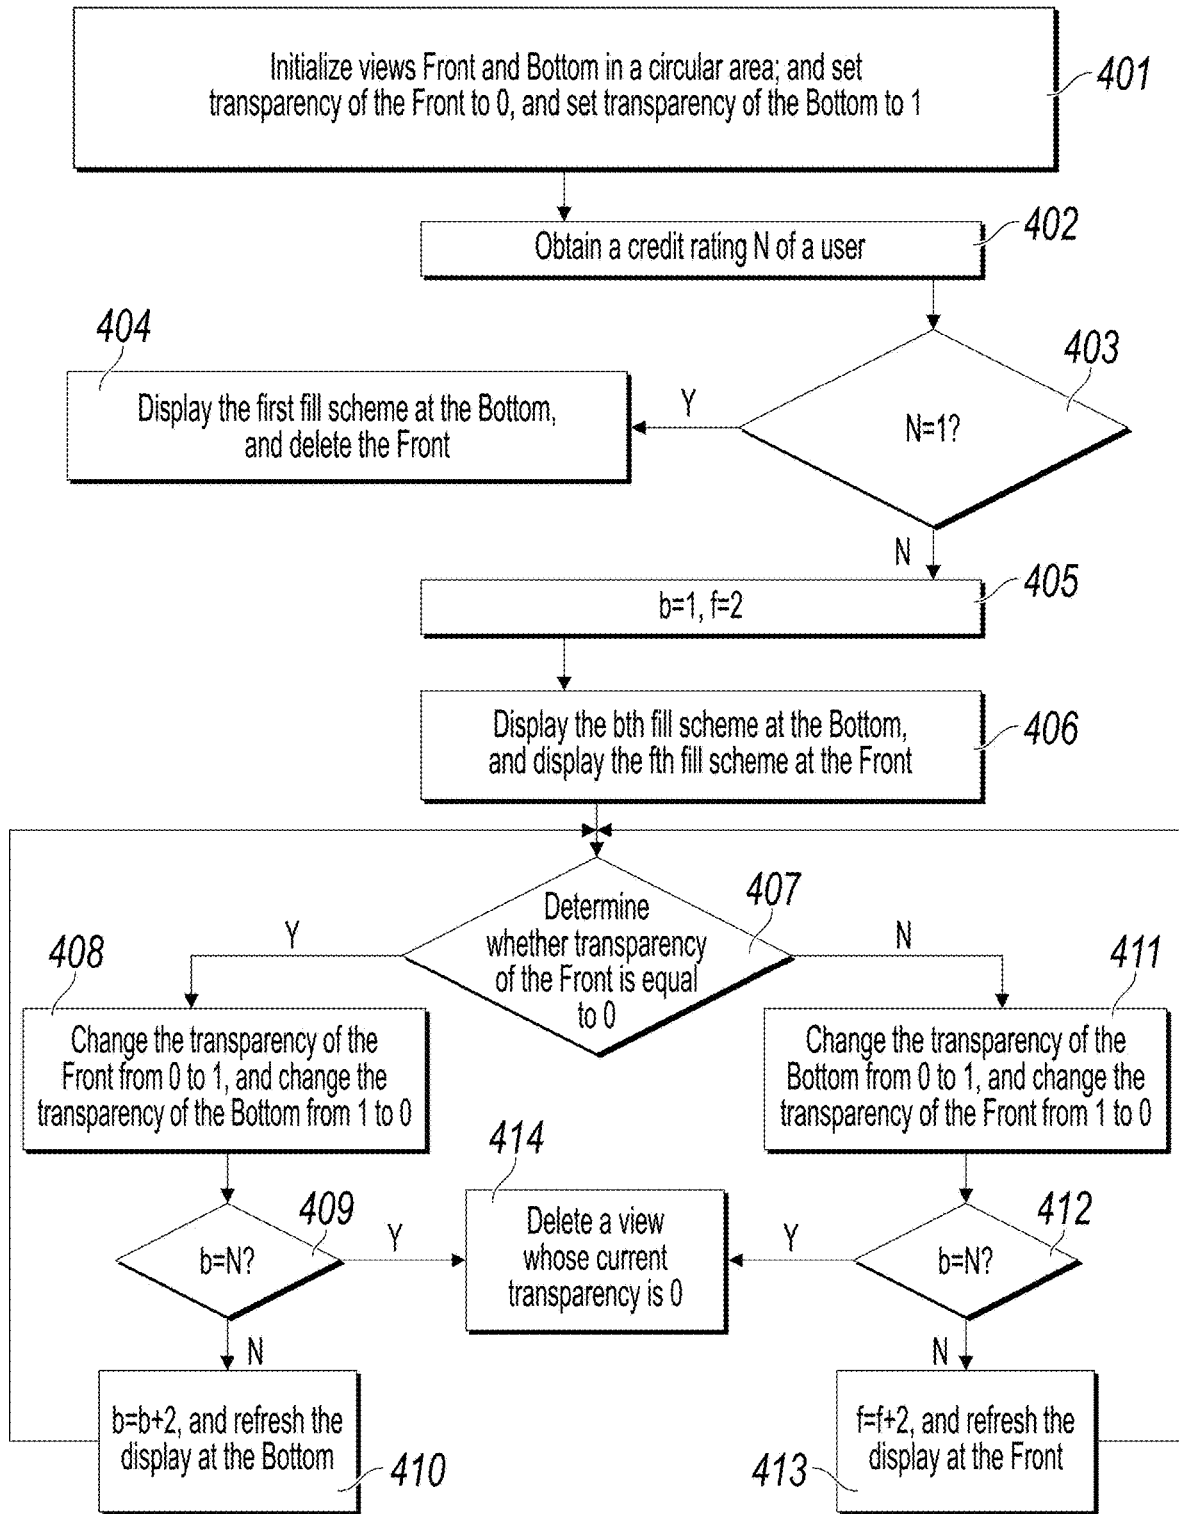 Initialize views Front and Bottom in a circular area; and set
transparency of the Front to 0, and set transparency of the Bottom to 1
401
Obtain a credit rating N of a user
402
404
Display the first fill scheme at the Bottom,
and delete the Front
Y
N=1?
403
N
b=1, f=2
405
Display the bth fill scheme at the Bottom,
and display the fth fill scheme at the Front
406
Determine
whether transparency
of the Front is equal
to 0
407
Y
N
408
Change the transparency of the
Front from 0 to 1, and change the
transparency of the Bottom from 1 to 0
411
Change the transparency of the
Bottom from 0 to 1, and change the
transparency of the Front from 1 to 0
414
Delete a view
whose current
transparency is 0
409
b=N?
Y
Y
b=N?
412
N
N
b=b+2, and refresh the
display at the Bottom
410
f=f+2, and refresh the
display at the Front
413